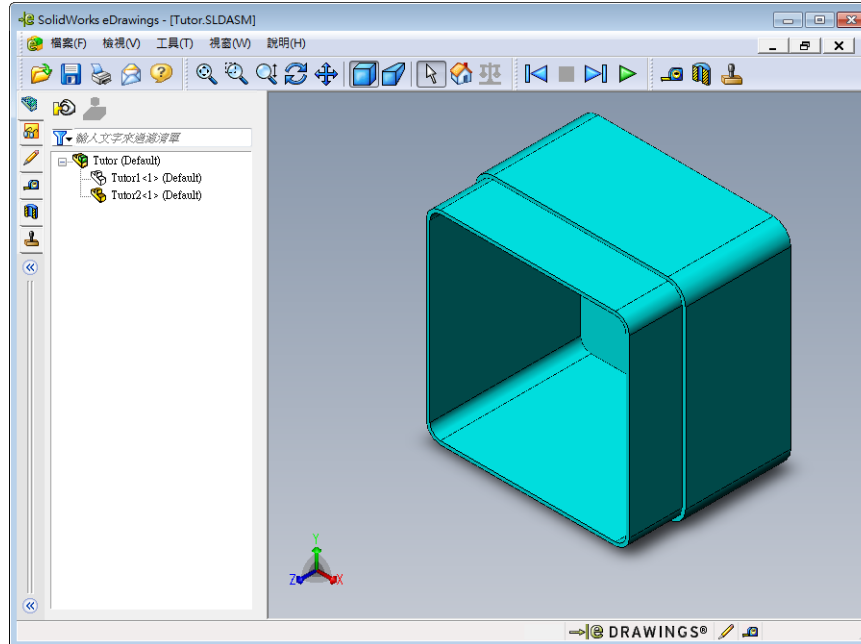 SolidWorks eDrawings - [Tutor.SLDASM]
檔案(F) 檢視(V) 工具(T) 視窗(W) 說明(H)
輸入文字來過濾清單
Tutor (Default)
Tutor1<1> (Default)
Tutor2<1> (Default)
Y
Z X
e DRAWINGS®